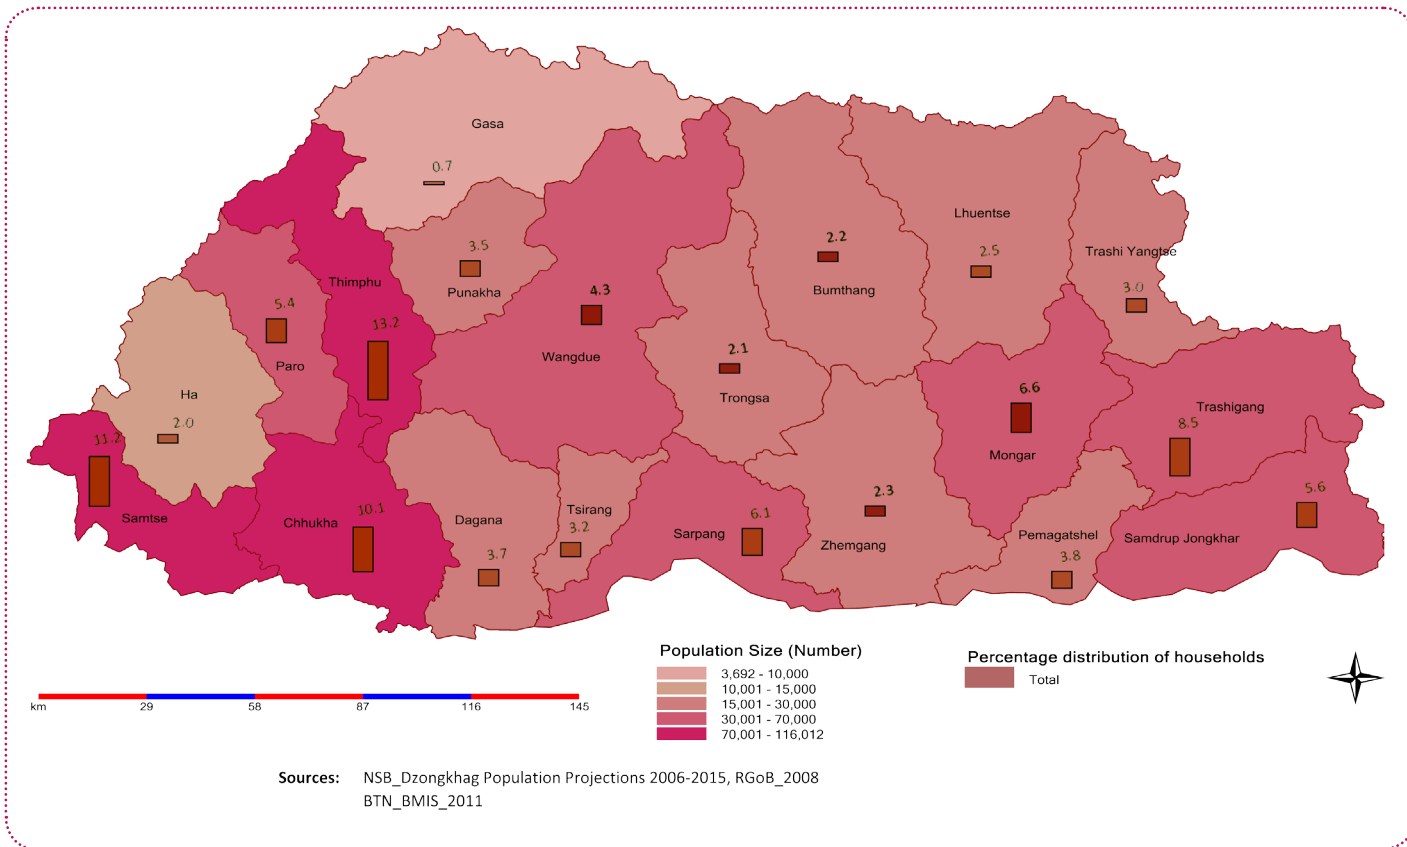 Gasa
0.7
Lhuentse
2.5
Trashi Yangtse
3.0
2.2
Bumthang
3.5
Punakha
Thimphu
13.2
5.4
Paro
4.3
Wangdue
2.1
Trongsa
Ha
2.0
6.6
Mongar
Trashigang
8.5
11.2
Samtse
Chhukha
10.1
Dagana
3.7
Tsirang
3.2
Sarpang
6.1
2.3
Zhemgang
Pemagatshel
3.8
Samdrup Jongkhar
5.6
Population Size (Number)
3,692 - 10,000
10,001 - 15,000
15,001 - 30,000
30,001 - 70,000
70,001 - 116,012
Percentage distribution of households
Total
km 29 58 87 116 145
Sources: NSB_Dzongkhag Population Projections 2006-2015, RGoB_2008
BTN_BMIS_2011